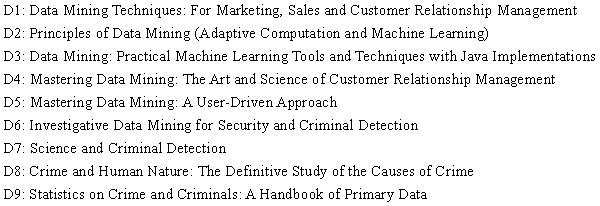 D1: Data Mining Techniques: For Marketing, Sales and Customer Relationship Management
D2: Principles of Data Mining (Adaptive Computation and Machine Learning)
D3: Data Mining: Practical Machine Learning Tools and Techniques with Java Implementations
D4: Mastering Data Mining: The Art and Science of Customer Relationship Management
D5: Mastering Data Mining: A User-Driven Approach
D6: Investigative Data Mining for Security and Criminal Detection
D7: Science and Criminal Detection
D8: Crime and Human Nature: The Definitive Study of the Causes of Crime
D9: Statistics on Crime and Criminals: A Handbook of Primary Data